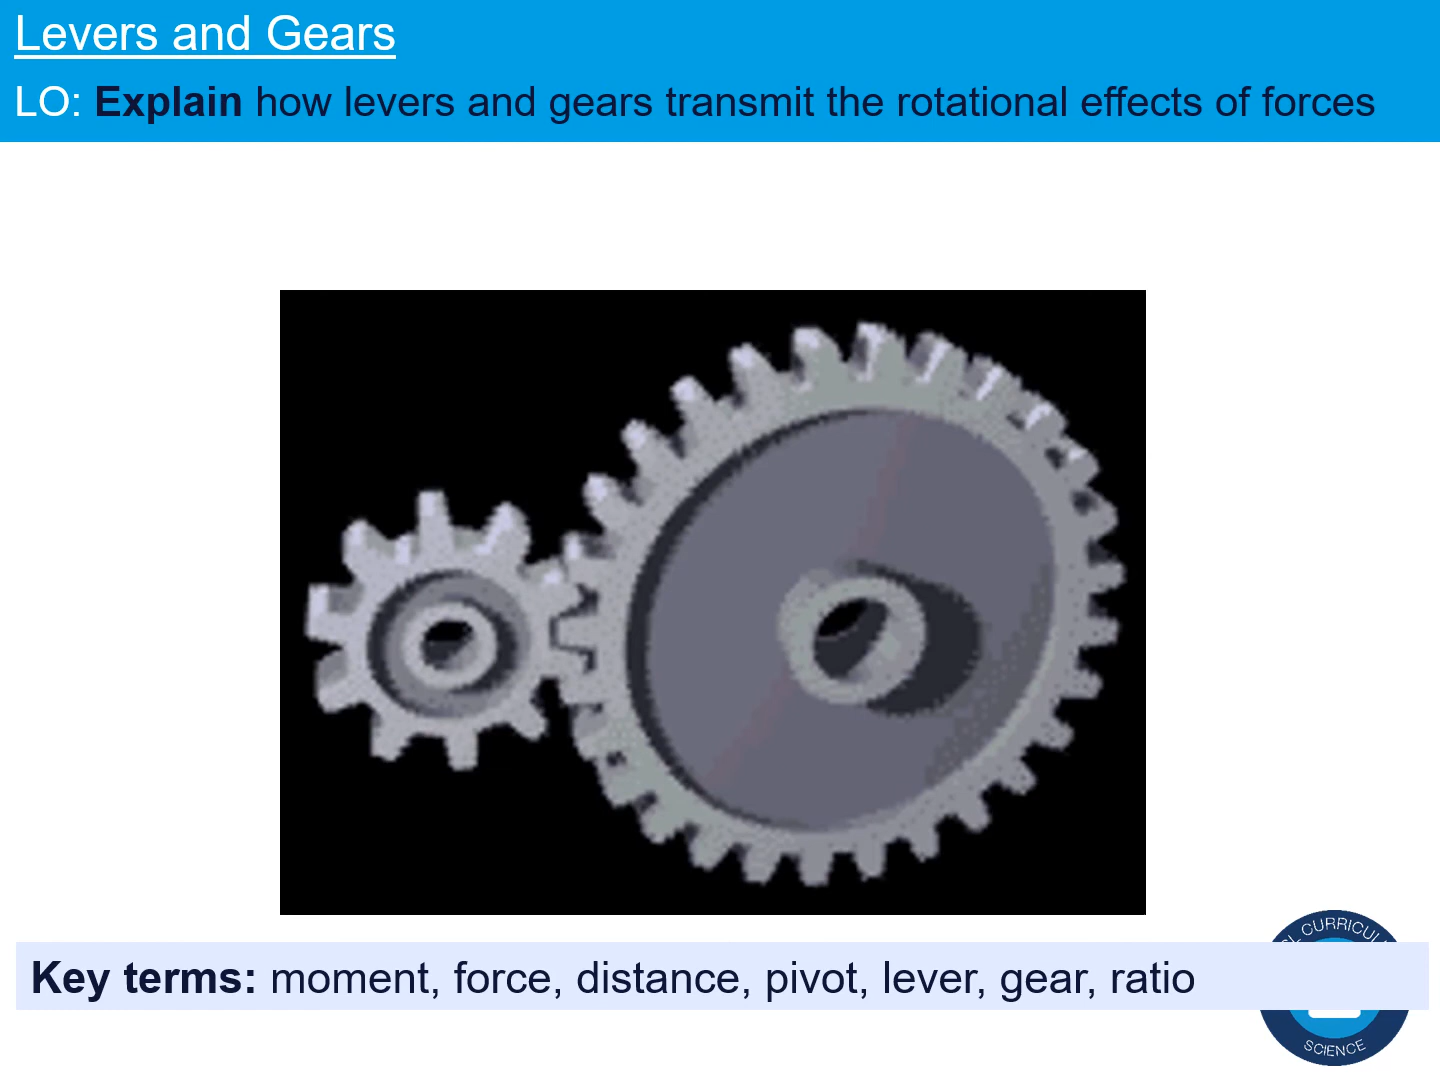 Levers and Gears
LO: Explain how levers and gears transmit the rotational effects of forces
Key terms: moment, force, distance, pivot, lever, gear, ratio
SCIENCE